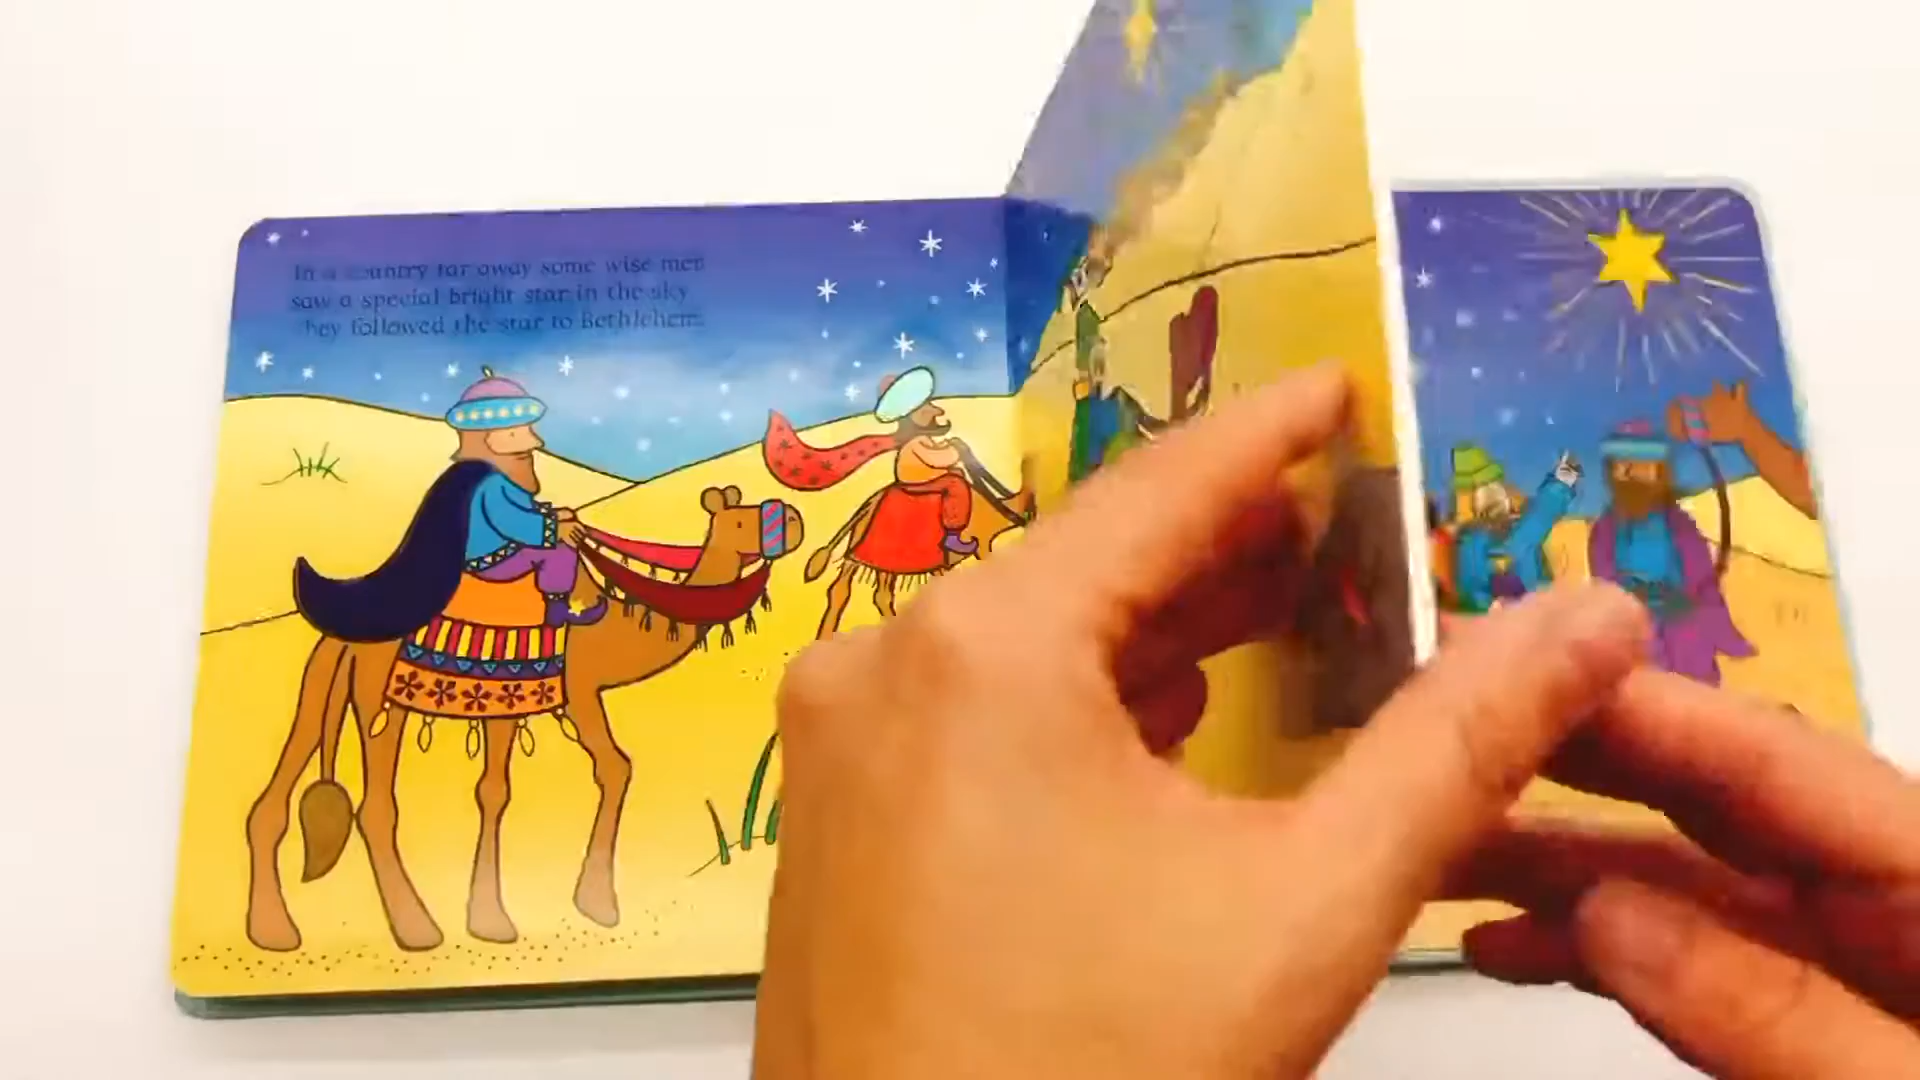 In a country far away some wise men
saw a special bright star in the sky.
They followed the star to Bethlehem.